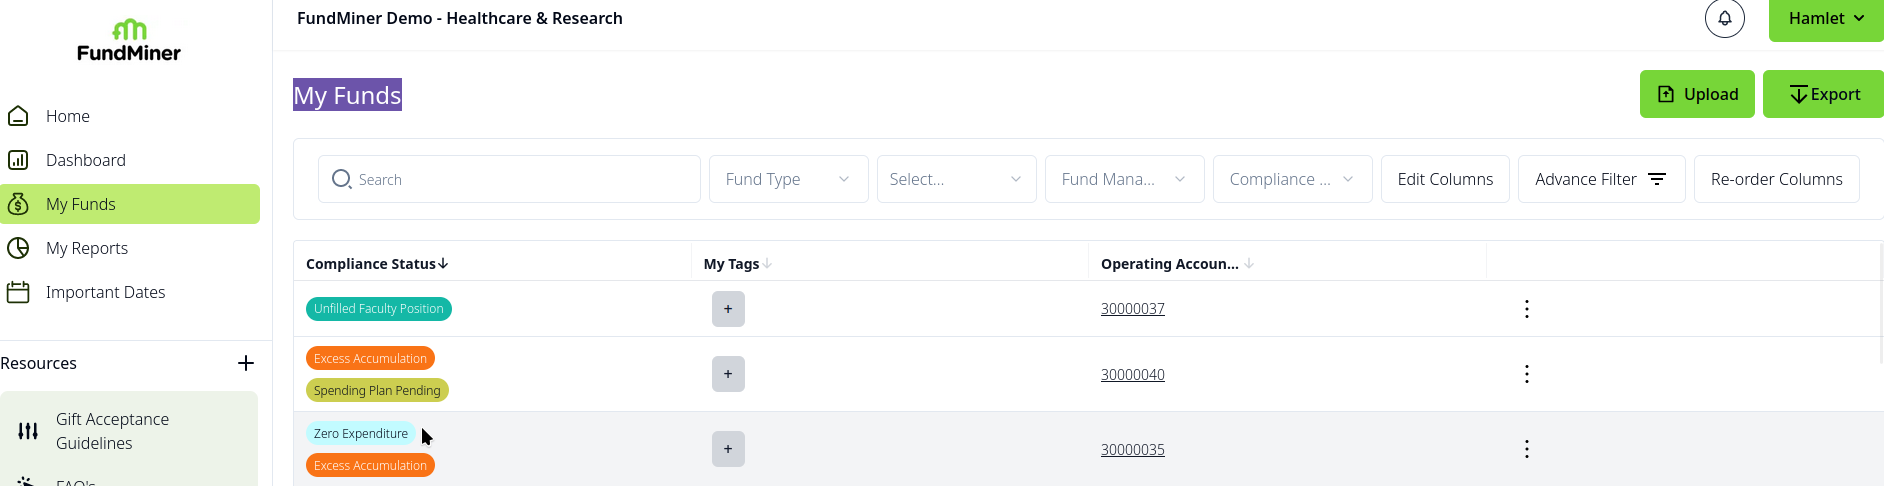 FundMiner
FundMiner Demo - Healthcare & Research
Hamlet
Home
Dashboard
My Funds
My Reports
Important Dates
Resources
Gift Acceptance
Guidelines
FAQ's
My Funds
Upload
Export
Search
Fund Type
Select...
Fund Mana...
Compliance ...
Edit Columns
Advance Filter
Re-order Columns
Compliance Status
My Tags
Operating Accoun...
Unfilled Faculty Position
+
30000037
Excess Accumulation
Spending Plan Pending
+
30000040
Zero Expenditure
Excess Accumulation
+
30000035